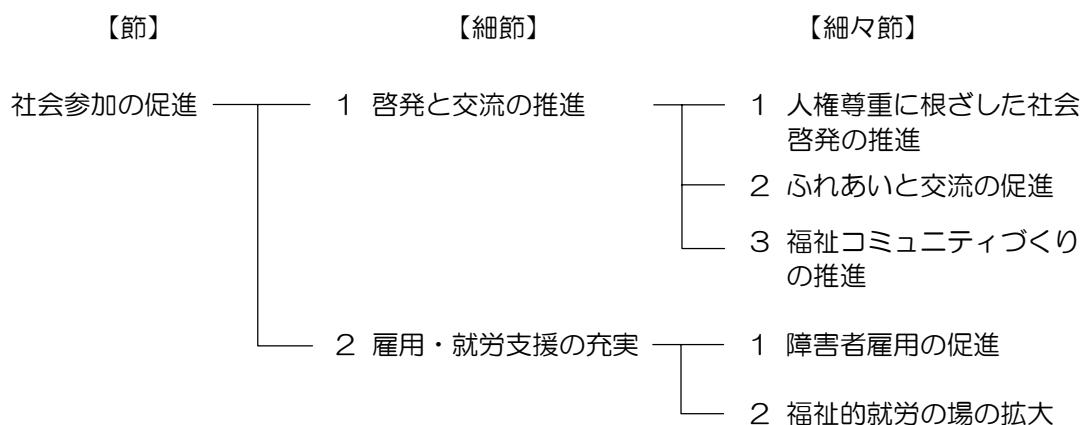 【節】 【細節】 【細々節】
社会参加の促進 1 啓発と交流の推進 1 人権尊重に根ざした社会
啓発の推進
2 ふれあいと交流の促進
3 福祉コミュニティづくり
の推進
2 雇用・就労支援の充実 1 障害者雇用の促進
2 福祉的就労の場の拡大